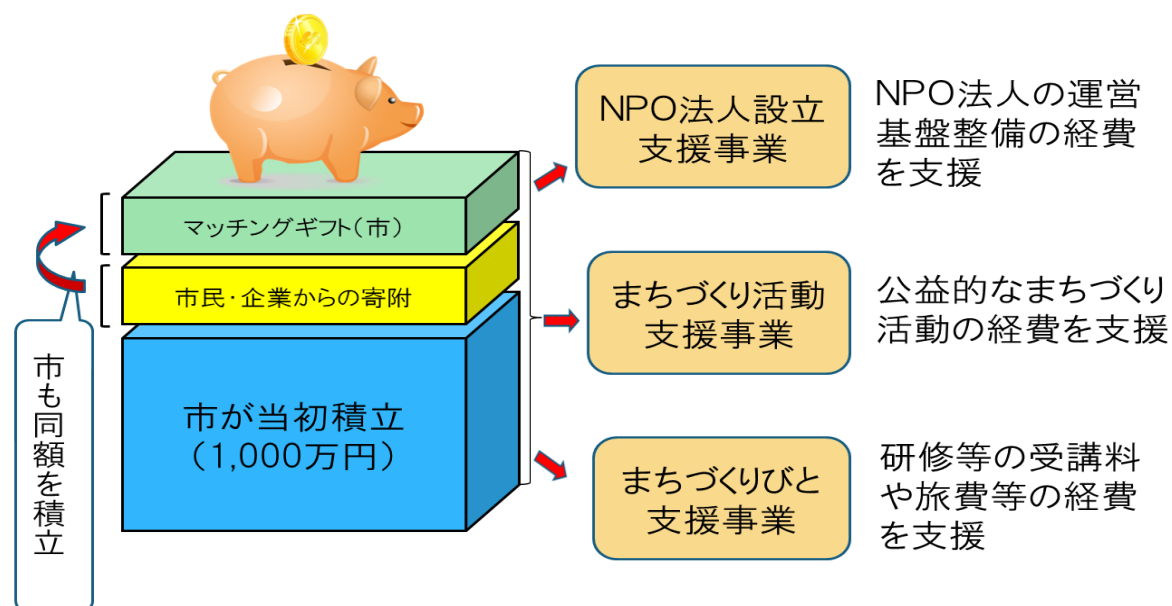 マッチングギフト(市)
市民・企業からの寄附
市が当初積立
(1,000万円)
市も同額を積立
NPO法人設立
支援事業
NPO法人の運営
基盤整備の経費
を支援
まちづくり活動
支援事業
公益的なまちづくり
活動の経費を支援
まちづくりびと
支援事業
研修等の受講料
や旅費等の経費
を支援